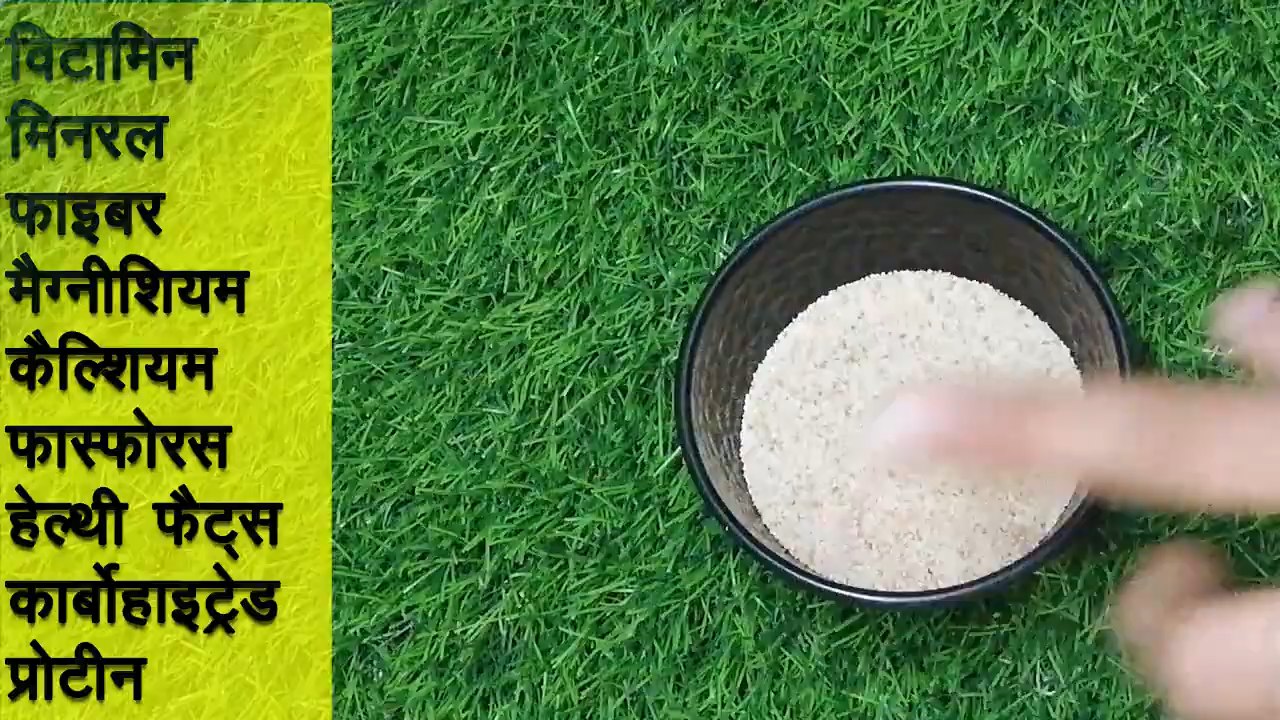 विटामिन
मिनरल
फाइबर
मैग्नीशियम
कैल्शियम
फास्फोरस
हेल्थी फैट्स
कार्बोहाइट्रेड
प्रोटीन